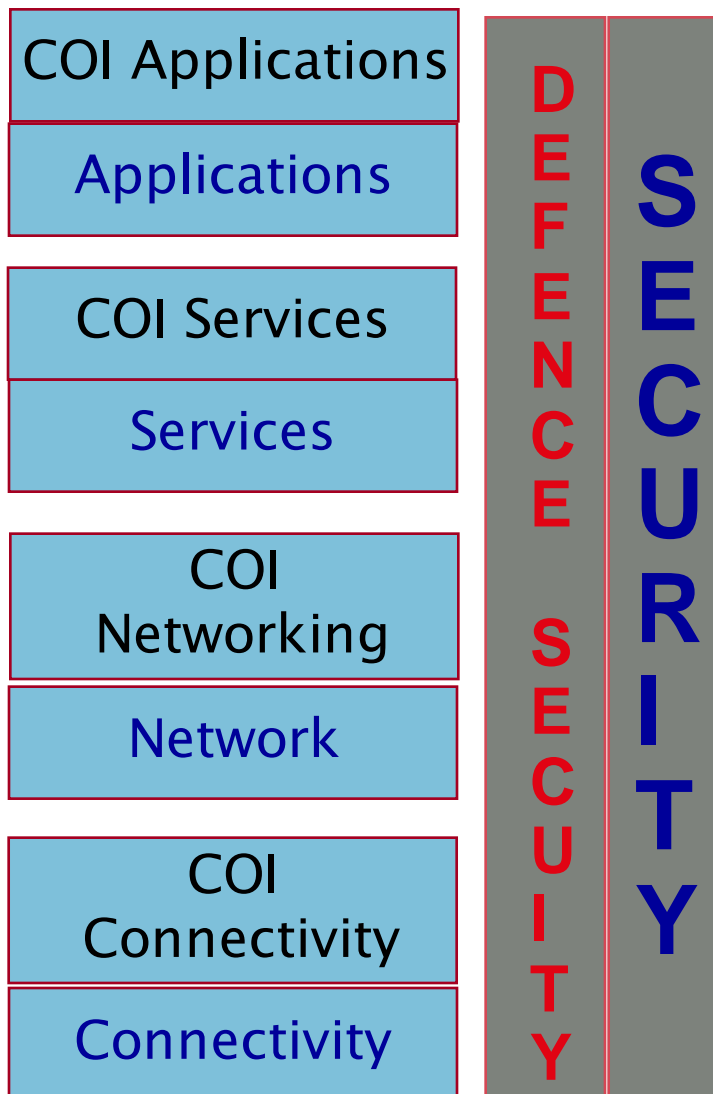 COI Applications
Applications
COI Services
Services
COI
Networking
Network
COI
Connectivity
Connectivity
DEFENCE SECUITY
SECURITY